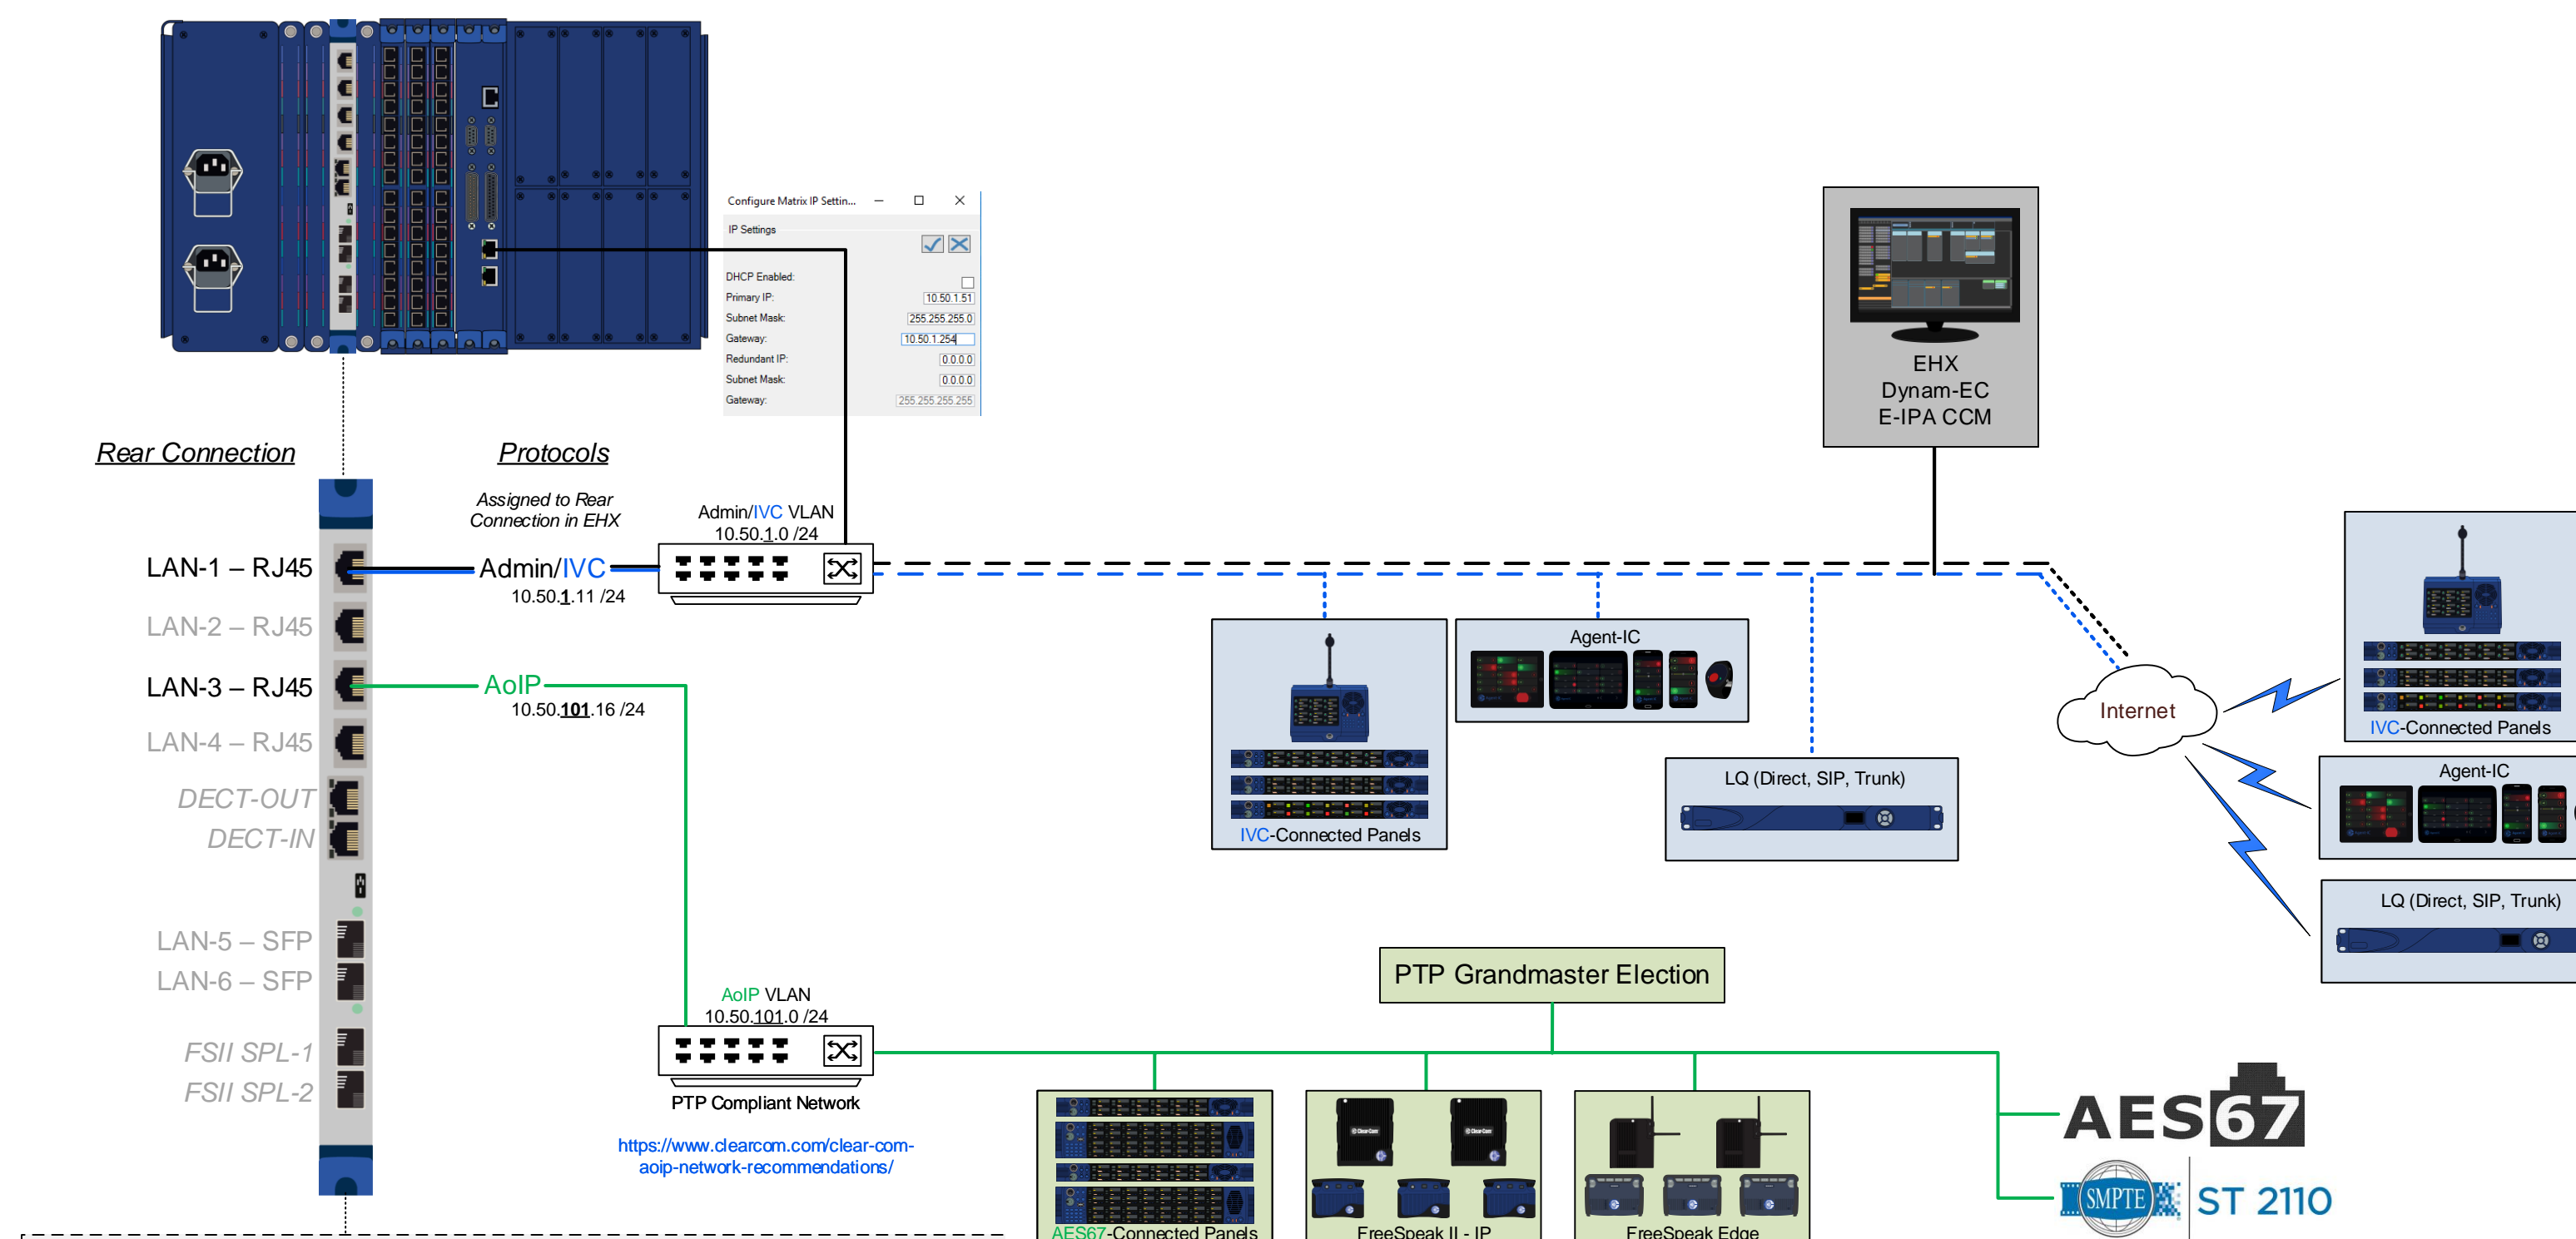 Configure Matrix IP Settin...
IP Settings
DHCP Enabled:
Primary IP: 10.50.1.51
Subnet Mask: 255.255.255.0
Gateway: 10.50.1.254
Redundant IP: 0.0.0.0
Subnet Mask: 0.0.0.0
Gateway: 255.255.255.255
EHX
Dynam-EC
E-IPA CCM
Rear Connection
Protocols
Assigned to Rear
Connection in EHX
Admin/IVC VLAN
10.50.1.0 /24
LAN-1 – RJ45
Admin/IVC
10.50.1.11 /24
LAN-2 – RJ45
LAN-3 – RJ45
AoIP
10.50.101.16 /24
LAN-4 – RJ45
DECT-OUT
DECT-IN
LAN-5 – SFP
LAN-6 – SFP
FSII SPL-1
FSII SPL-2
IVC-Connected Panels
Agent-IC
LQ (Direct, SIP, Trunk)
Internet
IVC-Connected Panels
Agent-IC
LQ (Direct, SIP, Trunk)
AoIP VLAN
10.50.101.0 /24
PTP Compliant Network
https://www.clearcom.com/clear-com-
aoip-network-recommendations/
PTP Grandmaster Election
AES67-Connected Panels
Clear-Com
Clear-Com
FreeSpeak II - IP
FreeSpeak Edge
AES67
SMPTE
ST 2110